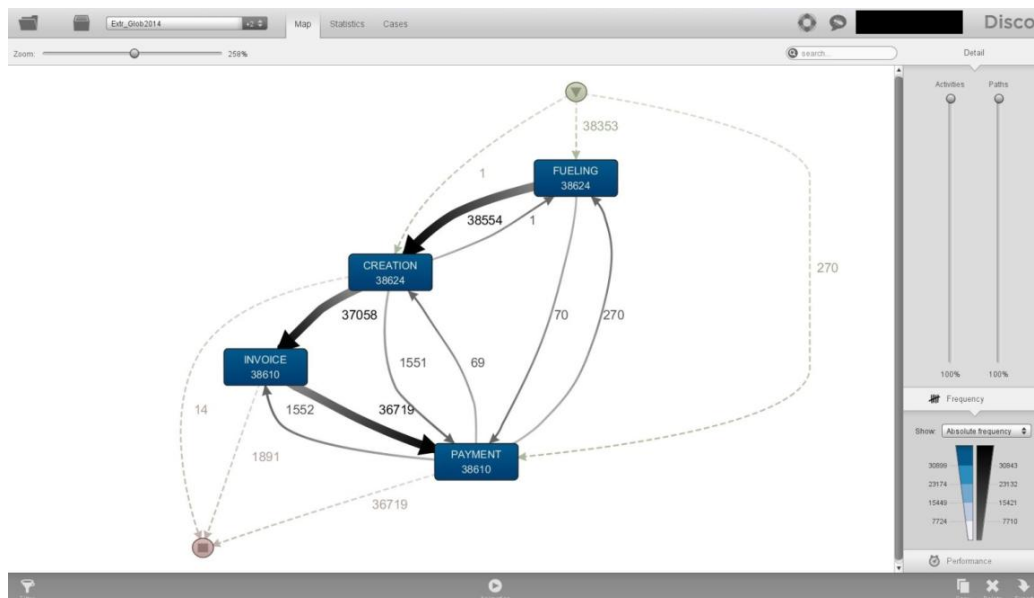 Extr_Glob2014
Map
Statistics
Cases
Disco
Zoom:
258%
search...
Detail
Activities
Paths
38353
FUELING
38624
1
38554
1
CREATION
38624
270
37058
70
270
1551
69
INVOICE
38610
14
1552
36719
PAYMENT
38610
1891
36719
100%
100%
Frequency
Show:
Absolute frequency
30899
30843
23174
23132
15449
15421
7724
7710
Performance